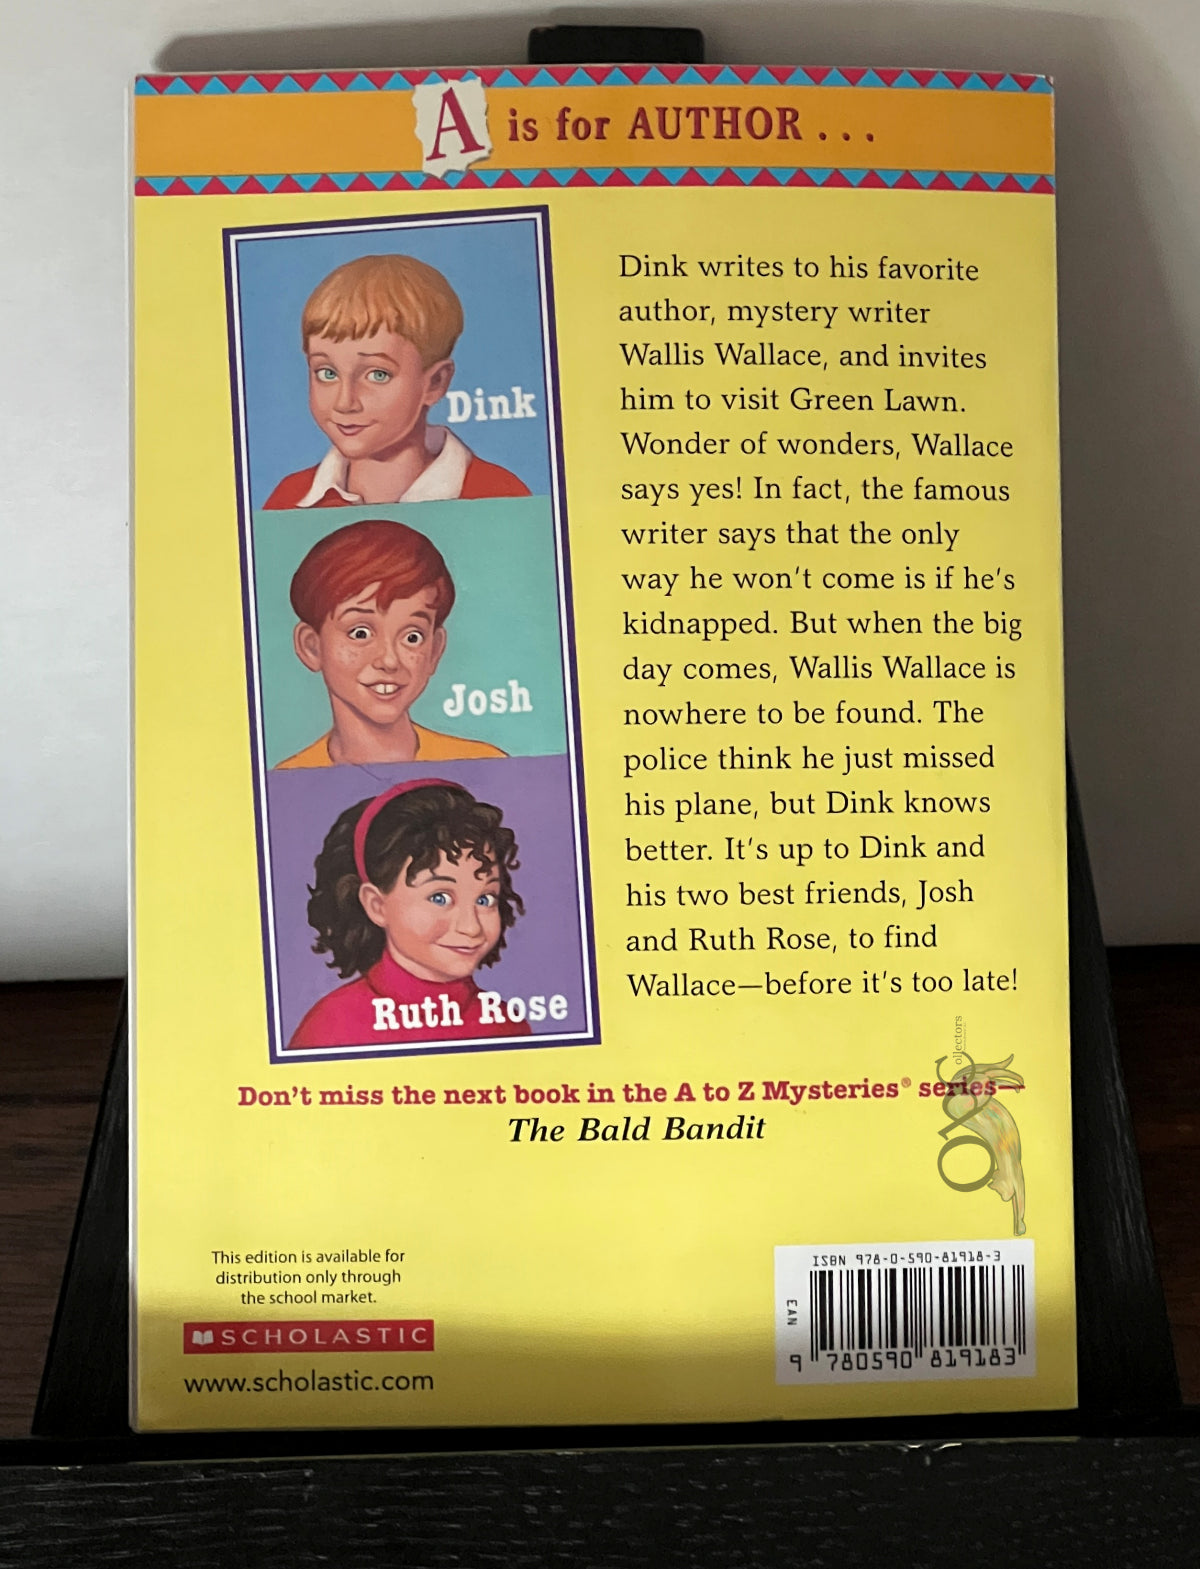 A is for AUTHOR . . .
Dink
Josh
Ruth Rose
Dink writes to his favorite
author, mystery writer
Wallis Wallace, and invites
him to visit Green Lawn.
Wonder of wonders, Wallace
says yes! In fact, the famous
writer says that the only
way he won't come is if he's
kidnapped. But when the big
day comes, Wallis Wallace is
nowhere to be found. The
police think he just missed
his plane, but Dink knows
better. It's up to Dink and
his two best friends, Josh
and Ruth Rose, to find
Wallace—before it's too late!
Don't miss the next book in the A to Z Mysteries® series—
The Bald Bandit
This edition is available for
distribution only through
the school market.
SCHOLASTIC
www.scholastic.com
ISBN 978-0-590-81918-3
EAN
9 780590 819183